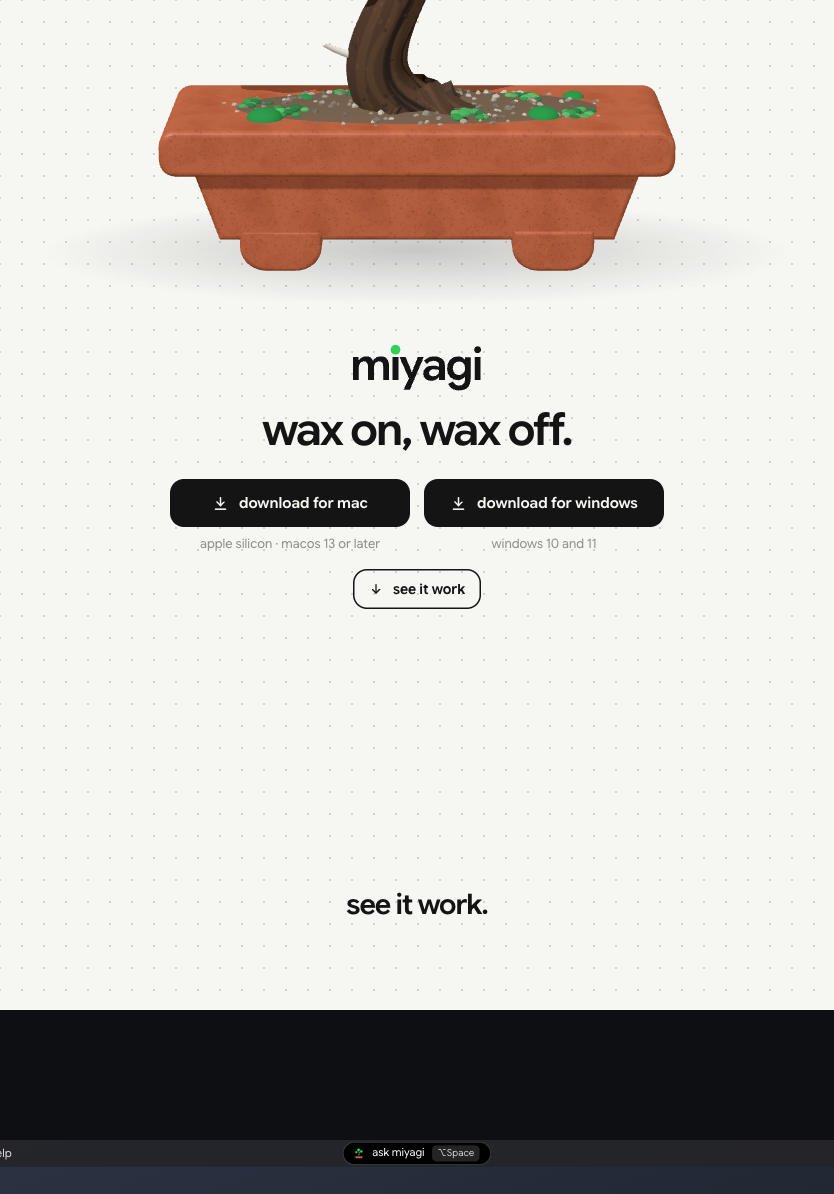 miyagi
wax on, wax off.
download for mac
download for windows
apple silicon · macos 13 or later
windows 10 and 11
see it work
see it work.
elp
ask miyagi ⌥Space